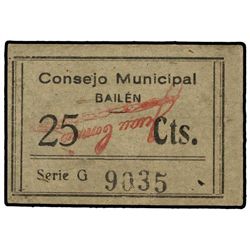 Consejo Municipal
BAILÉN
25 Cts.
Serie G 9035